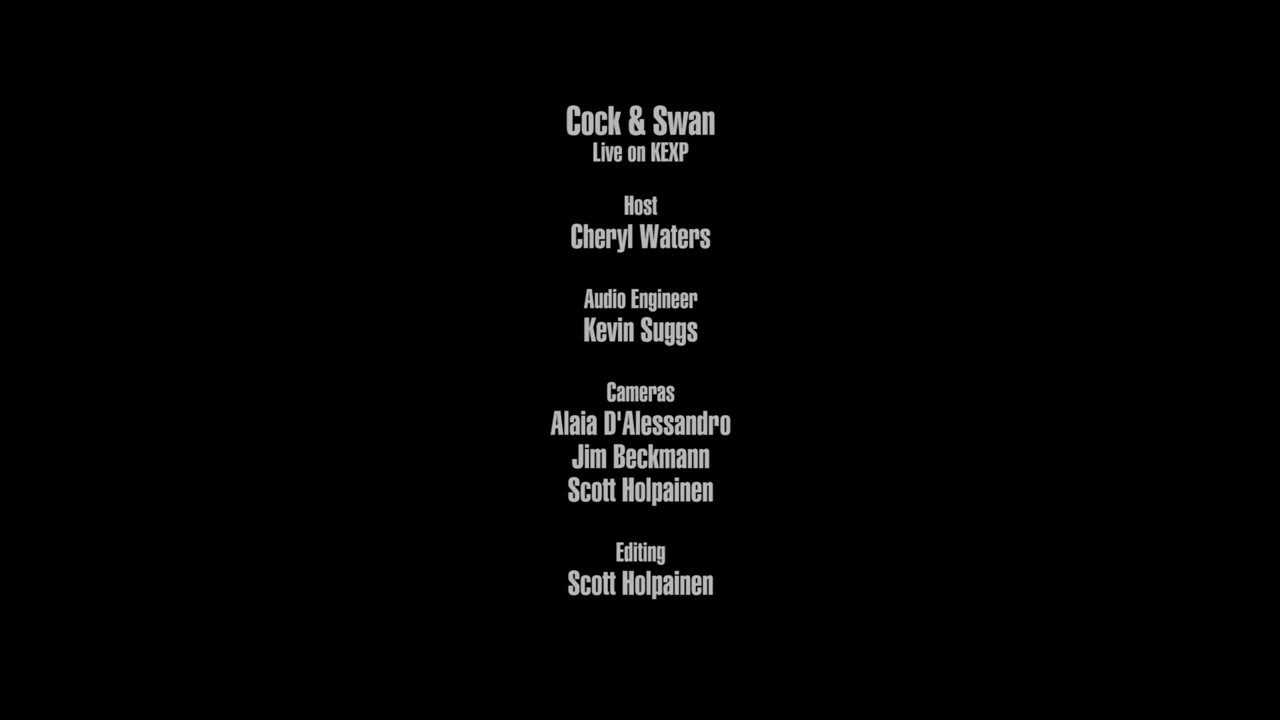 Cock & Swan
Live on KEXP
Host
Cheryl Waters
Audio Engineer
Kevin Suggs
Cameras
Alaia D'Alessandro
Jim Beckmann
Scott Holpainen
Editing
Scott Holpainen